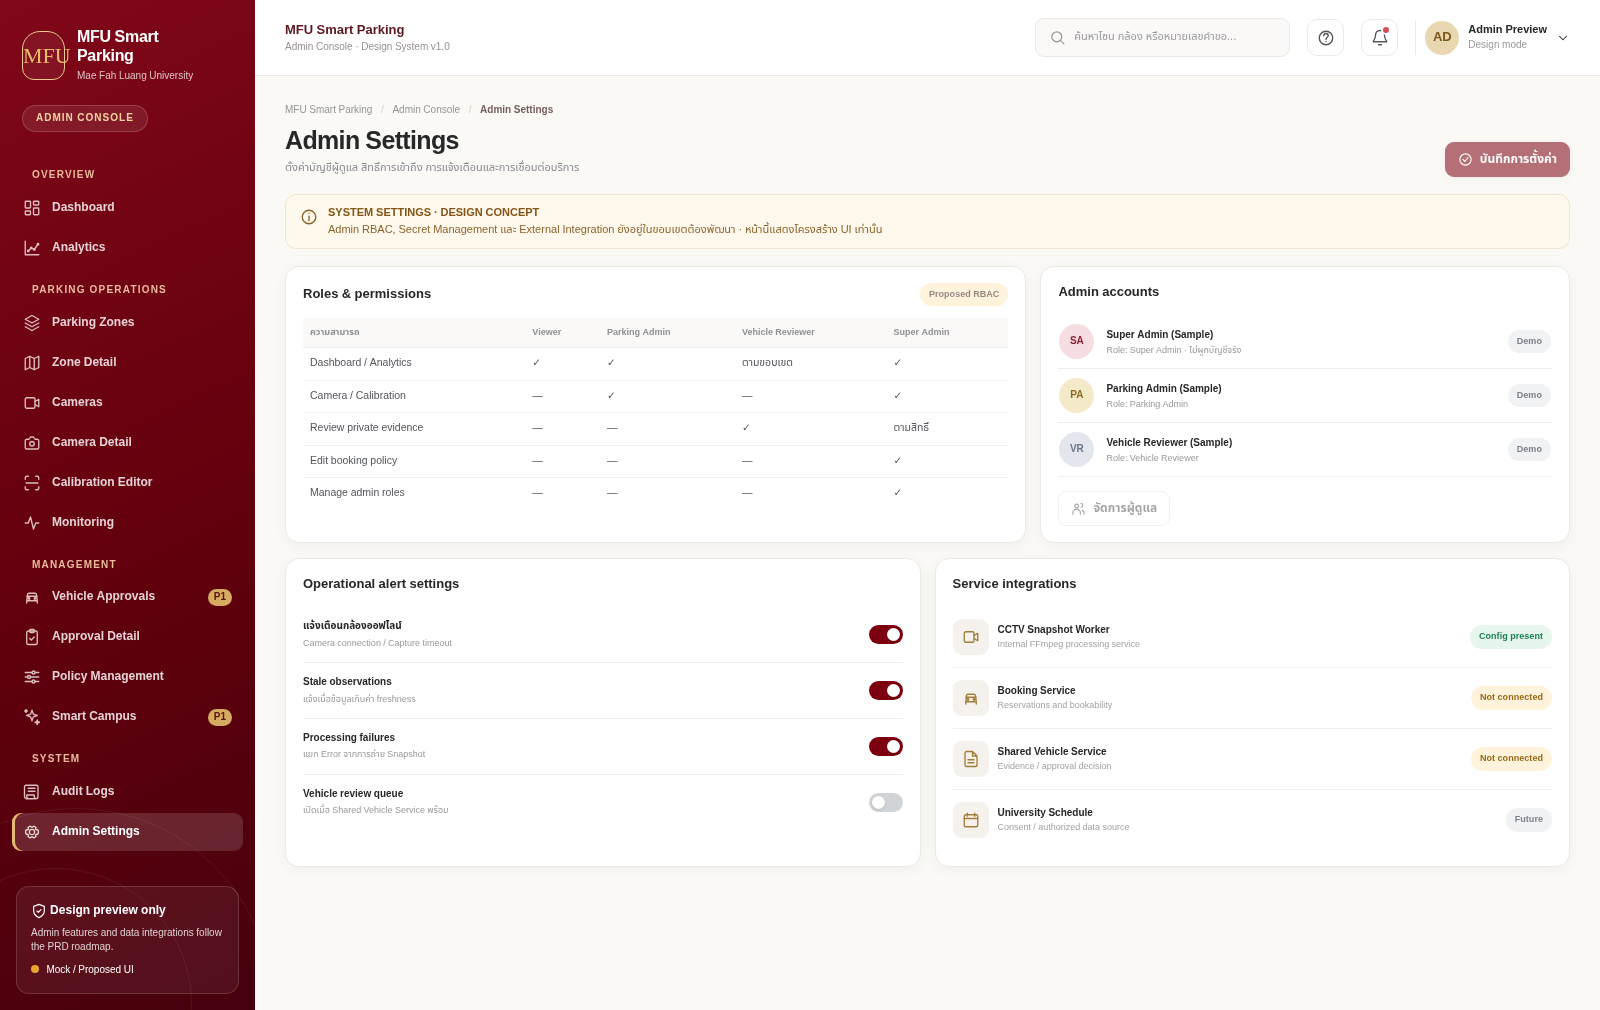 MFU
MFU Smart
Parking
Mae Fah Luang University
ADMIN CONSOLE
OVERVIEW
Dashboard
Analytics
PARKING OPERATIONS
Parking Zones
Zone Detail
Cameras
Camera Detail
Calibration Editor
Monitoring
MANAGEMENT
Vehicle Approvals P1
Approval Detail
Policy Management
Smart Campus P1
SYSTEM
Audit Logs
Admin Settings
Design preview only
Admin features and data integrations follow
the PRD roadmap.
Mock / Proposed UI
MFU Smart Parking
Admin Console · Design System v1.0
ค้นหาโซน กล้อง หรือหมายเลขคำขอ...
AD
Admin Preview
Design mode
MFU Smart Parking / Admin Console / Admin Settings
Admin Settings
ตั้งค่าบัญชีผู้ดูแล สิทธิ์การเข้าถึง การแจ้งเตือนและการเชื่อมต่อบริการ
บันทึกการตั้งค่า
SYSTEM SETTINGS · DESIGN CONCEPT
Admin RBAC, Secret Management และ External Integration ยังอยู่ในขอบเขตต้องพัฒนา · หน้านี้แสดงโครงสร้าง UI เท่านั้น
Roles & permissions
Proposed RBAC
ความสามารถ Viewer Parking Admin Vehicle Reviewer Super Admin
Dashboard / Analytics ✓ ✓ ตามขอบเขต ✓
Camera / Calibration — ✓ — ✓
Review private evidence — — ✓ ตามสิทธิ์
Edit booking policy — — — ✓
Manage admin roles — — — ✓
Admin accounts
SA
Super Admin (Sample)
Role: Super Admin · ไม่ผูกบัญชีจริง
Demo
PA
Parking Admin (Sample)
Role: Parking Admin
Demo
VR
Vehicle Reviewer (Sample)
Role: Vehicle Reviewer
Demo
จัดการผู้ดูแล
Operational alert settings
แจ้งเตือนกล้องออฟไลน์
Camera connection / Capture timeout
Stale observations
แจ้งเมื่อข้อมูลเกินค่า freshness
Processing failures
แยก Error จากการถ่าย Snapshot
Vehicle review queue
เปิดเมื่อ Shared Vehicle Service พร้อม
Service integrations
CCTV Snapshot Worker
Internal FFmpeg processing service
Config present
Booking Service
Reservations and bookability
Not connected
Shared Vehicle Service
Evidence / approval decision
Not connected
University Schedule
Consent / authorized data source
Future